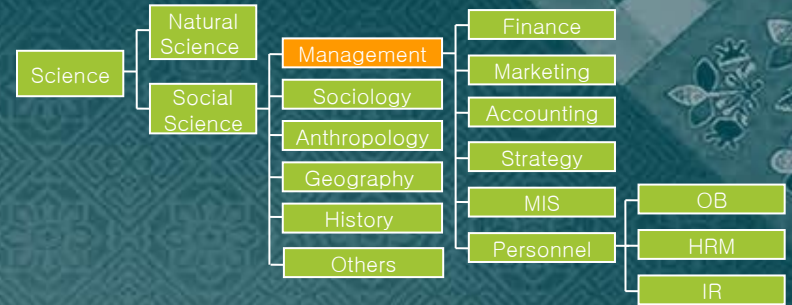 Science
Natural
Science
Social
Science
Management
Sociology
Anthropology
Geography
History
Others
Finance
Marketing
Accounting
Strategy
MIS
Personnel
OB
HRM
IR